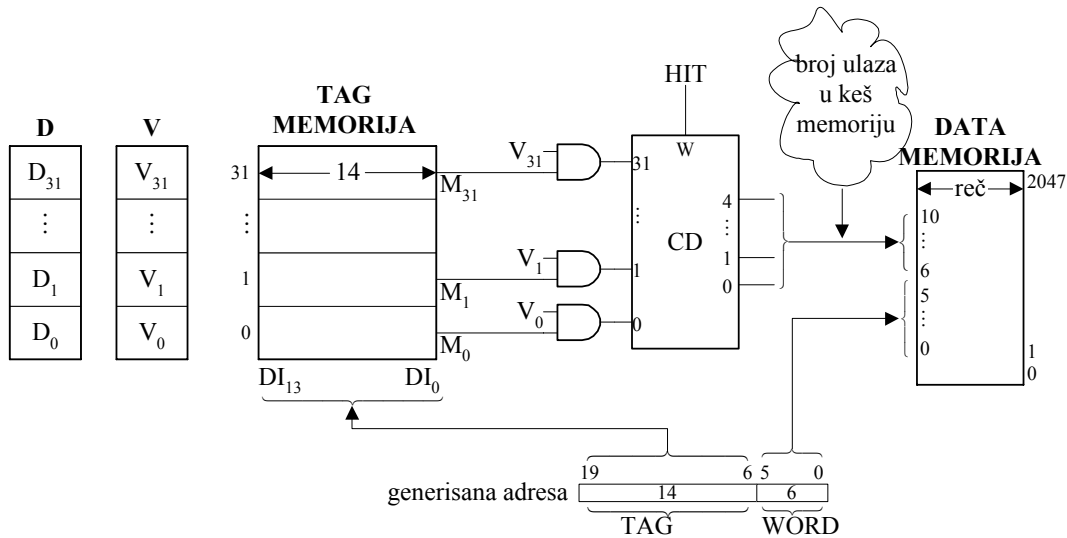 broj ulaza
u keš
memoriju
HIT
TAG
MEMORIJA
D
V
DATA
MEMORIJA
D31
V31
31
14
M31
V31
31
W
reč
2047
⋮
⋮
⋮
⋮
4
⋮
10
⋮
6
CD
D1
V1
1
M1
V1
1
1
5
⋮
0
D0
V0
0
M0
V0
0
0
1
0
DI13
DI0
19
6
5
0
generisana adresa
14
6
TAG
WORD